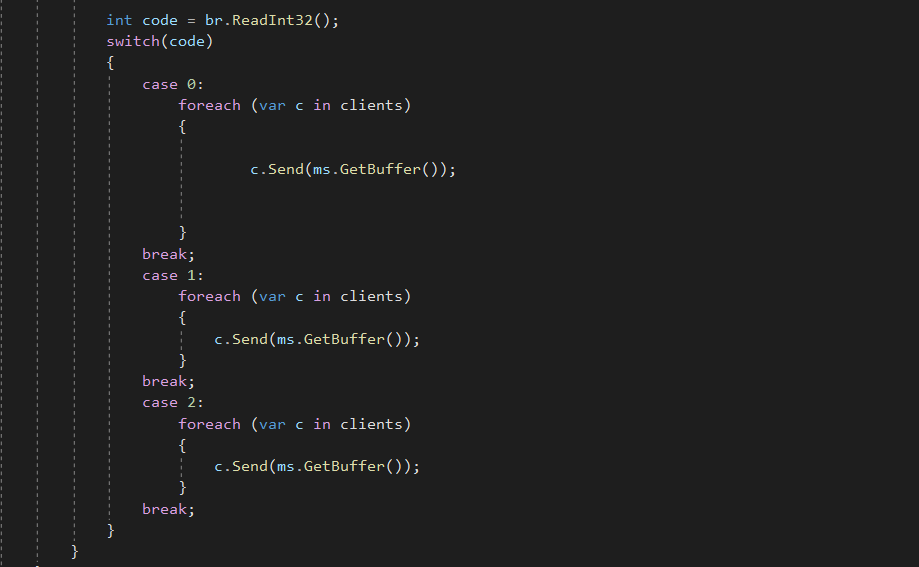 int code = br.ReadInt32();
switch(code)
{
case 0:
foreach (var c in clients)
{
c.Send(ms.GetBuffer());
}
break;
case 1:
foreach (var c in clients)
{
c.Send(ms.GetBuffer());
}
break;
case 2:
foreach (var c in clients)
{
c.Send(ms.GetBuffer());
}
break;
}
}